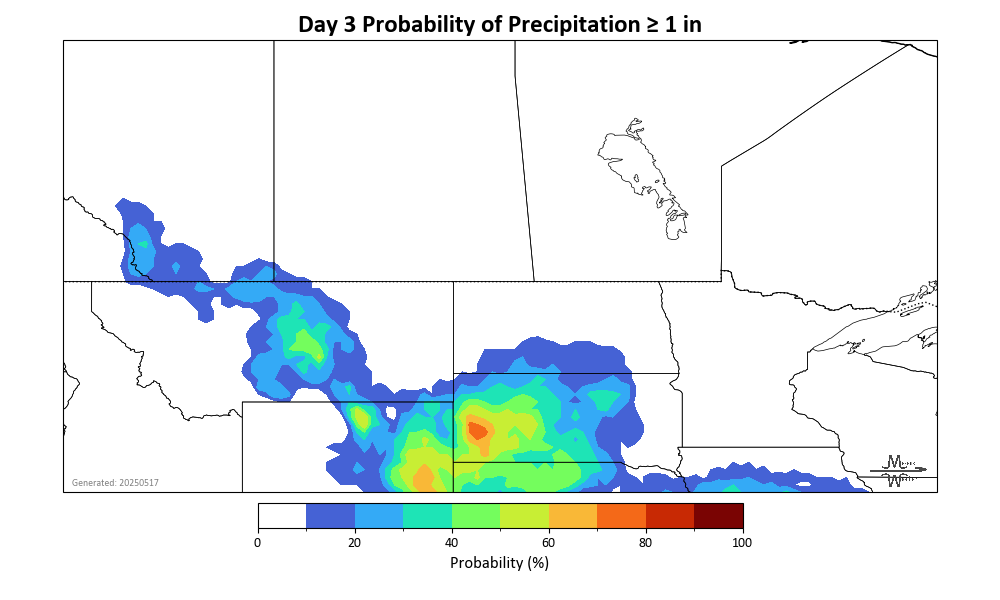 Day 3 Probability of Precipitation ≥ 1 in
Generated: 20250517
0 20 40 60 80 100
Probability (%)